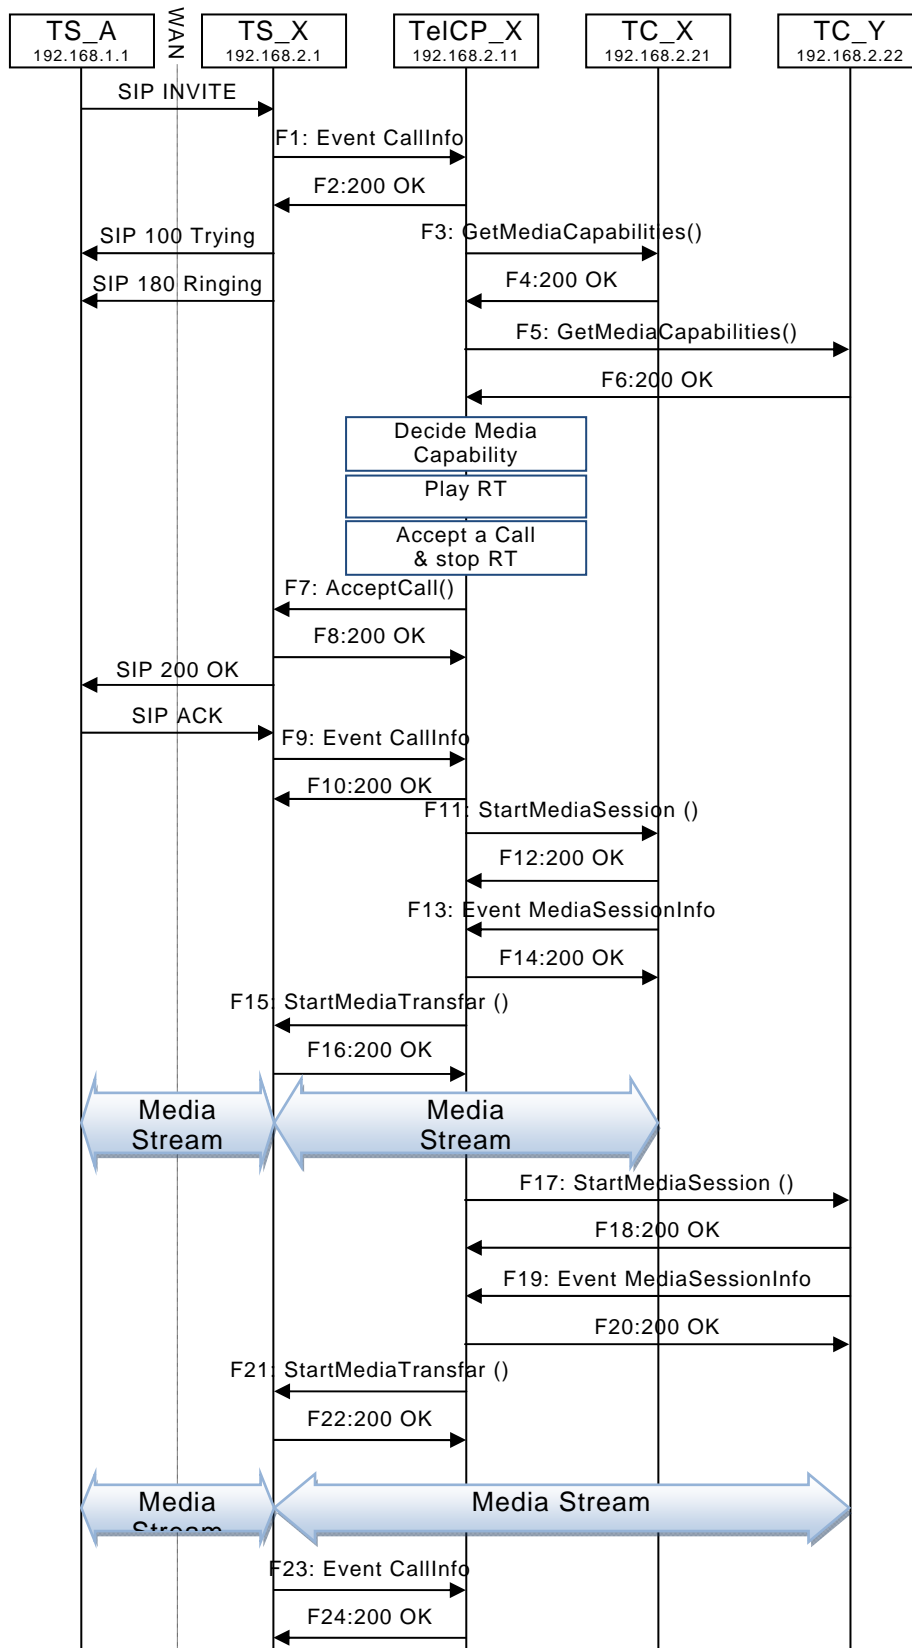 TS_A
192.168.1.1
WAN
TS_X
192.168.2.1
TelCP_X
192.168.2.11
TC_X
192.168.2.21
TC_Y
192.168.2.22
SIP INVITE
F1: Event CallInfo
F2:200 OK
SIP 100 Trying
F3: GetMediaCapabilities()
SIP 180 Ringing
F4:200 OK
F5: GetMediaCapabilities()
F6:200 OK
Decide Media
Capability
Play RT
Accept a Call
& stop RT
F7: AcceptCall()
F8:200 OK
SIP 200 OK
SIP ACK
F9: Event CallInfo
F10:200 OK
F11: StartMediaSession ()
F12:200 OK
F13: Event MediaSessionInfo
F14:200 OK
F15: StartMediaTransfar ()
F16:200 OK
Media
Stream
Media
Stream
F17: StartMediaSession ()
F18:200 OK
F19: Event MediaSessionInfo
F20:200 OK
F21: StartMediaTransfar ()
F22:200 OK
Media
Stream
Media Stream
F23: Event CallInfo
F24:200 OK